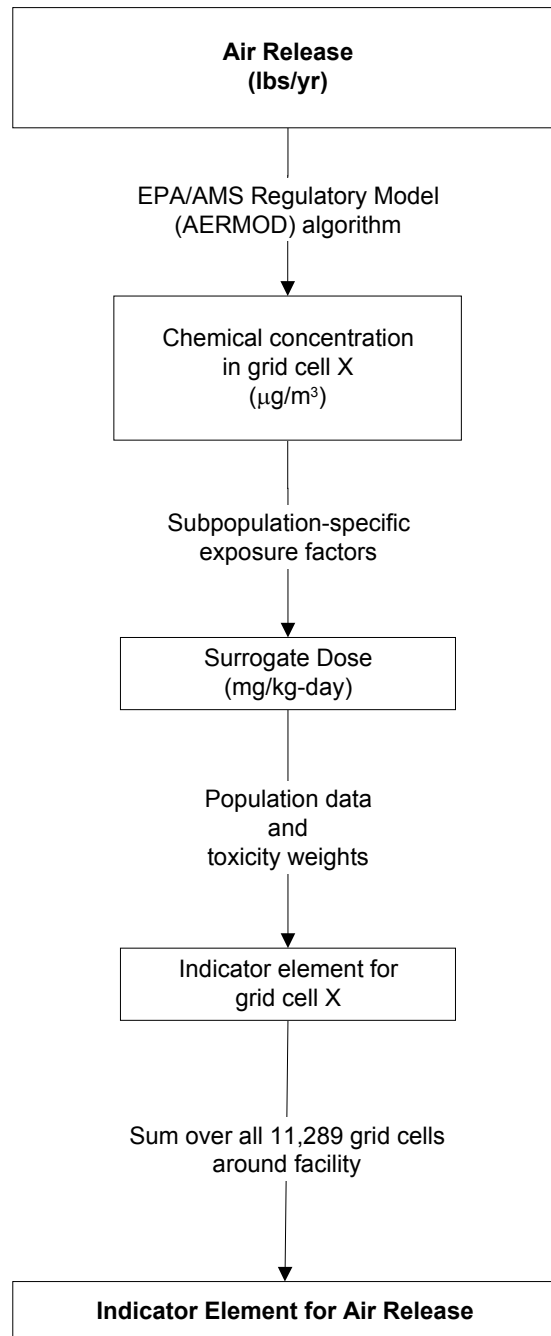 Air Release
(lbs/yr)
EPA/AMS Regulatory Model
(AERMOD) algorithm
Chemical concentration
in grid cell X
(μg/m³)
Subpopulation-specific
exposure factors
Surrogate Dose
(mg/kg-day)
Population data
and
toxicity weights
Indicator element for
grid cell X
Sum over all 11,289 grid cells
around facility
Indicator Element for Air Release